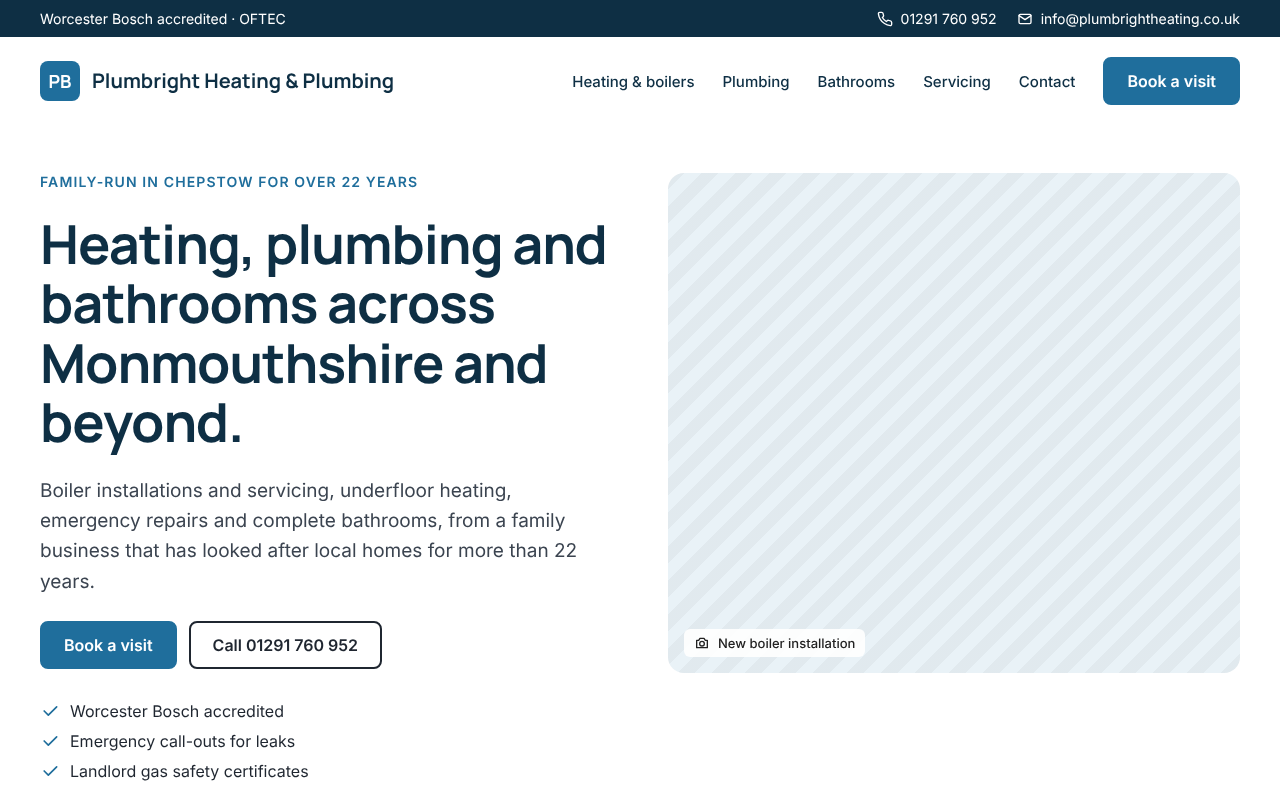 Worcester Bosch accredited · OFTEC
01291 760 952
info@plumbrightheating.co.uk
PB
Plumbright Heating & Plumbing
Heating & boilers
Plumbing
Bathrooms
Servicing
Contact
Book a visit
FAMILY-RUN IN CHEPSTOW FOR OVER 22 YEARS
Heating, plumbing and
bathrooms across
Monmouthshire and
beyond.
Boiler installations and servicing, underfloor heating,
emergency repairs and complete bathrooms, from a family
business that has looked after local homes for more than 22
years.
Book a visit
Call 01291 760 952
Worcester Bosch accredited
Emergency call-outs for leaks
Landlord gas safety certificates
New boiler installation